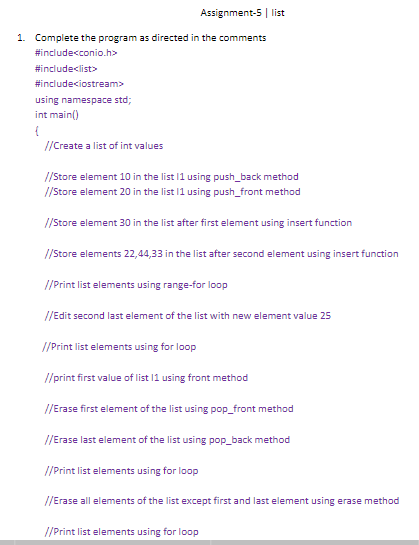 Assignment-5 | list
1. Complete the program as directed in the comments
#include<conio.h>
#include<list>
#include<iostream>
using namespace std;
int main()
{
//Create a list of int values
//Store element 10 in the list l1 using push_back method
//Store element 20 in the list l1 using push_front method
//Store element 30 in the list after first element using insert function
//Store elements 22,44,33 in the list after second element using insert function
//Print list elements using range-for loop
//Edit second last element of the list with new element value 25
//Print list elements using for loop
//print first value of list l1 using front method
//Erase first element of the list using pop_front method
//Erase last element of the list using pop_back method
//Print list elements using for loop
//Erase all elements of the list except first and last element using erase method
//Print list elements using for loop